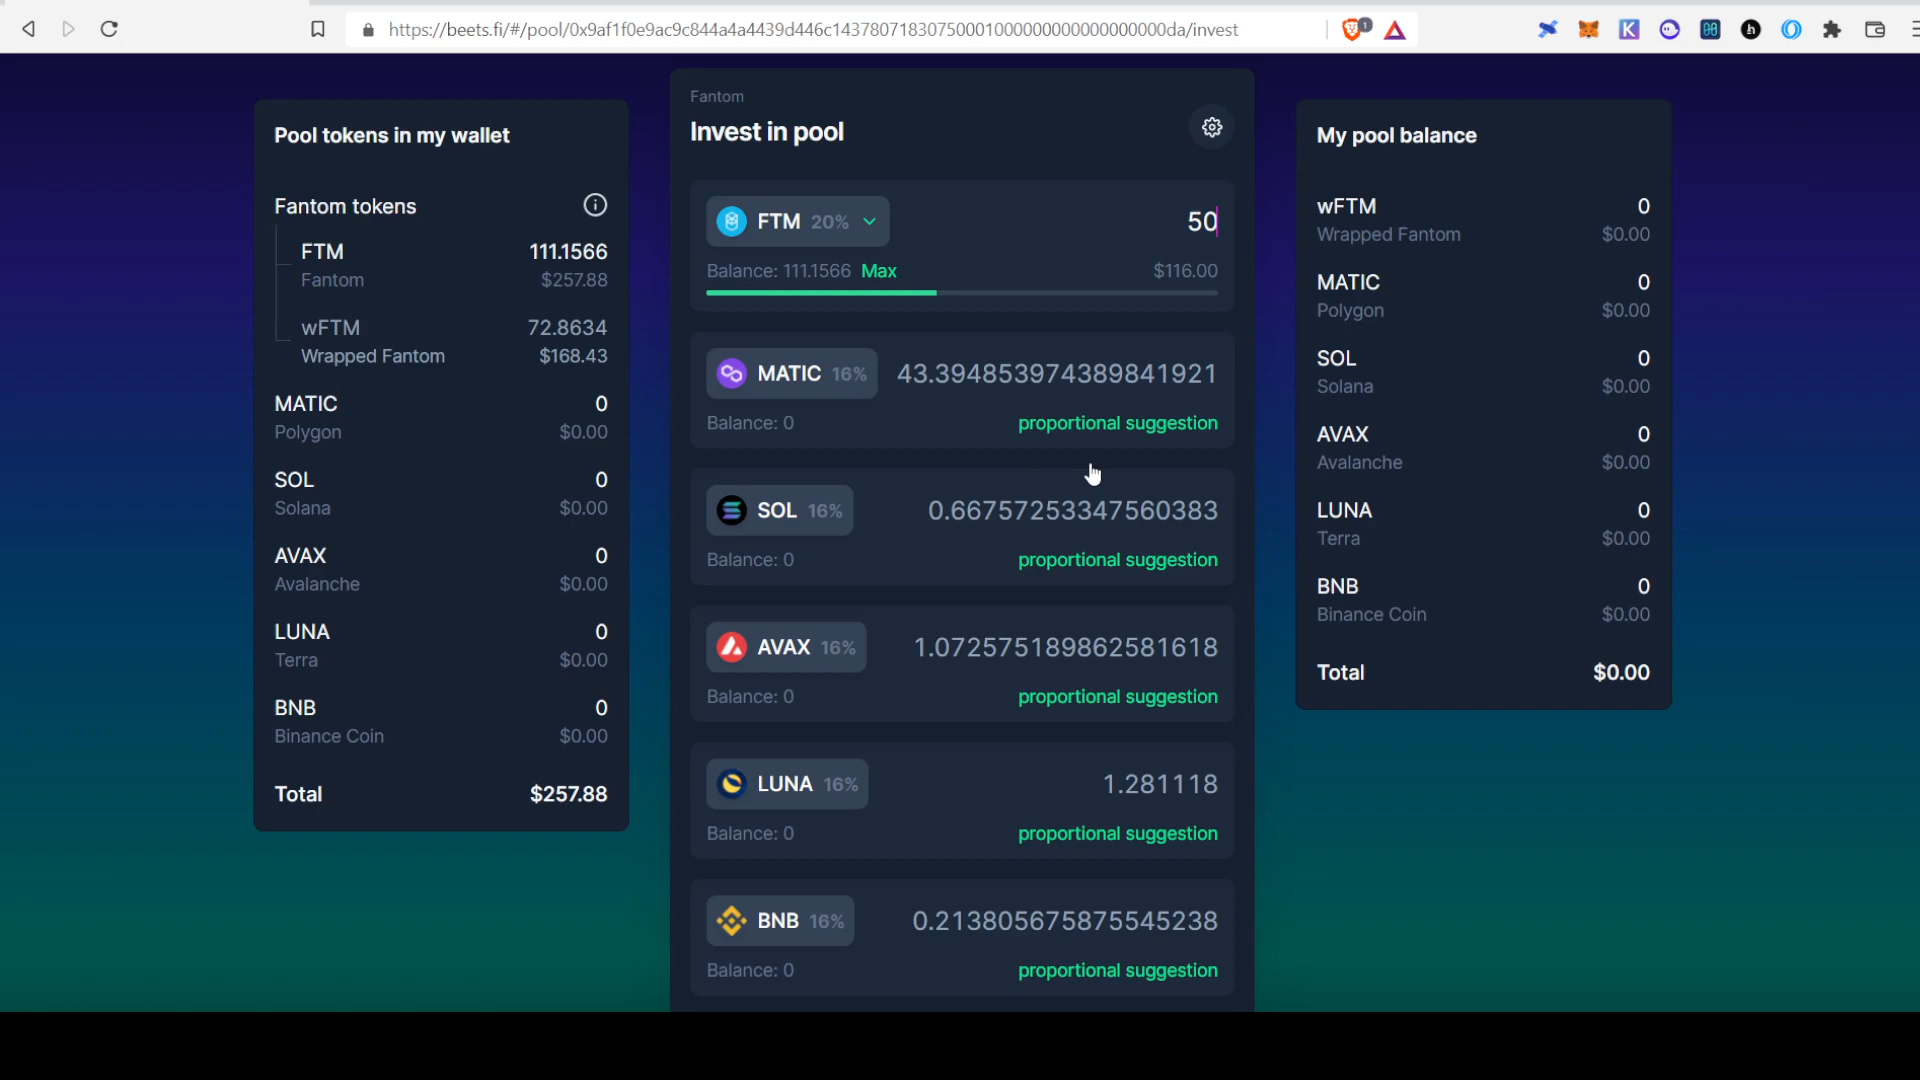 https://beets.fi/#/pool/0x9af1f0e9ac9c844a4a4439d446c1437807183075000100000000000000000000da/invest
1
Pool tokens in my wallet
Fantom tokens
FTM 111.1566
Fantom $257.88
wFTM 72.8634
Wrapped Fantom $168.43
MATIC 0
Polygon $0.00
SOL 0
Solana $0.00
AVAX 0
Avalanche $0.00
LUNA 0
Terra $0.00
BNB 0
Binance Coin $0.00
Total $257.88
Fantom
Invest in pool
FTM 20% 50
Balance: 111.1566 Max $116.00
MATIC 16% 43.394853974389841921
Balance: 0 proportional suggestion
SOL 16% 0.66757253347560383
Balance: 0 proportional suggestion
AVAX 16% 1.072575189862581618
Balance: 0 proportional suggestion
LUNA 16% 1.281118
Balance: 0 proportional suggestion
BNB 16% 0.213805675875545238
Balance: 0 proportional suggestion
My pool balance
wFTM 0
Wrapped Fantom $0.00
MATIC 0
Polygon $0.00
SOL 0
Solana $0.00
AVAX 0
Avalanche $0.00
LUNA 0
Terra $0.00
BNB 0
Binance Coin $0.00
Total $0.00